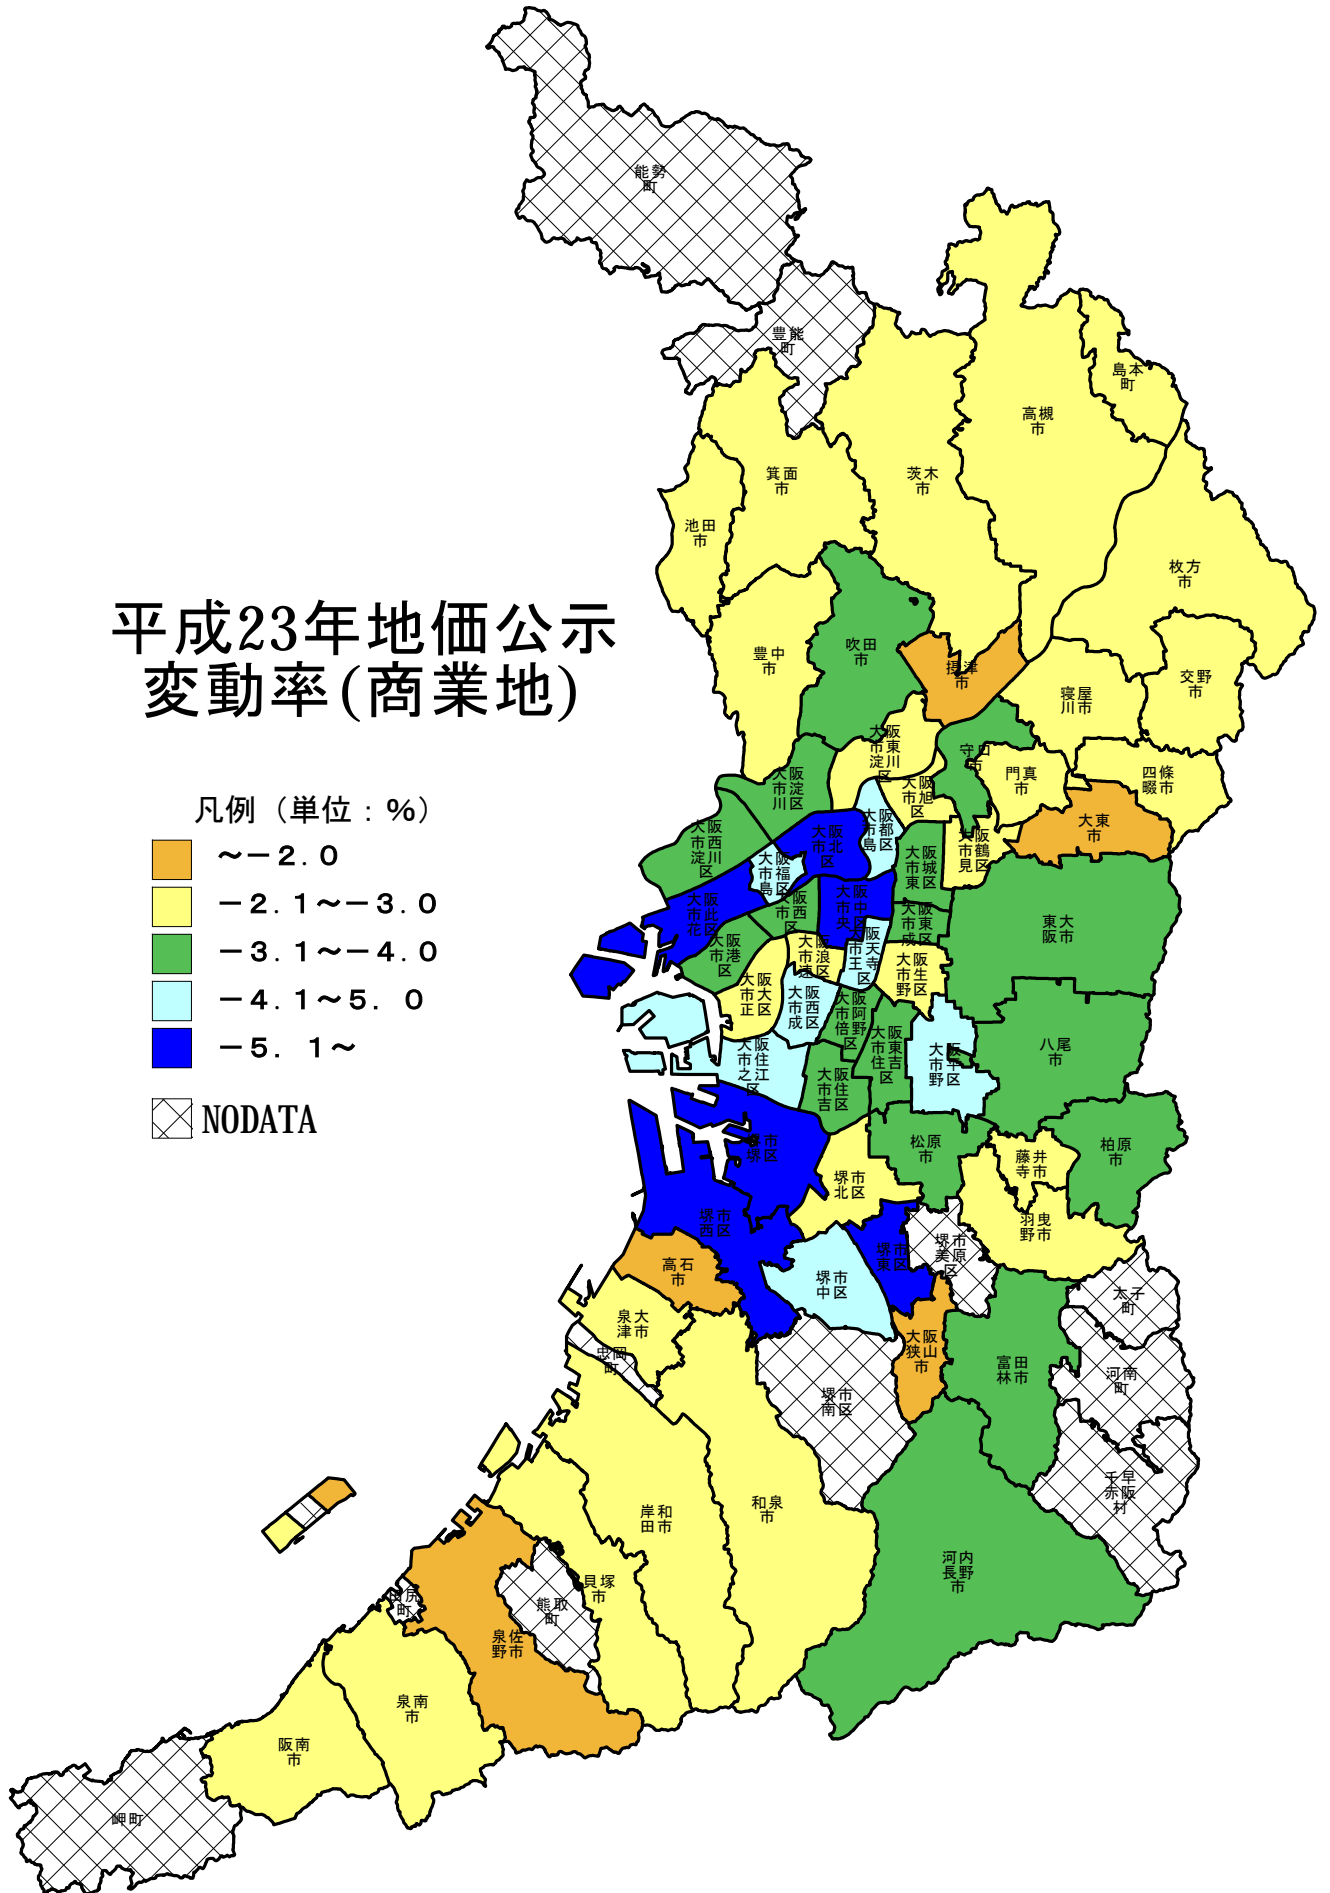 平成23年地価公示
変動率(商業地)
凡例（単位：%）
～－2.0
－2.1～－3.0
－3.1～－4.0
－4.1～5.0
－5.1～
NODATA
能勢
町
豊能
町
島本
町
高槻
市
茨木
市
箕面
市
池田
市
枚方
市
豊中
市
吹田
市
摂津
市
交野
市
寝屋
川市
大阪
市東
淀川
区
守口
市
門真
市
四條
畷市
大阪
市淀
川区
大阪
市旭
区
大東
市
大阪
市西
淀川
区
大阪
市北
区
大阪
市都
島区
大阪
市鶴
見区
大阪
市福
島区
大阪
市城
東区
大阪
市此
花区
大阪
市西
区
大阪
市中
央区
大阪
市東
成区
東大
阪市
大阪
市港
区
大阪
市浪
速区
大阪
市天
王寺
区
大阪
市生
野区
大阪
市大
正区
大阪
市西
成区
大阪
市阿
倍野
区
大阪
市東
住吉
区
大阪
市平
野区
八尾
市
大阪
市住
之江
区
大阪
市住
吉区
堺市
堺区
松原
市
藤井
寺市
柏原
市
堺市
北区
羽曳
野市
堺市
西区
堺市
東区
堺市
美原
区
高石
市
堺市
中区
太子
町
泉大
津市
忠岡
町
大阪
狭山
市
富田
林市
河南
町
堺市
南区
千早
赤阪
村
和泉
市
岸和
田市
河内
長野
市
貝塚
市
熊取
町
田尻
町
泉佐
野市
泉南
市
阪南
市
岬町